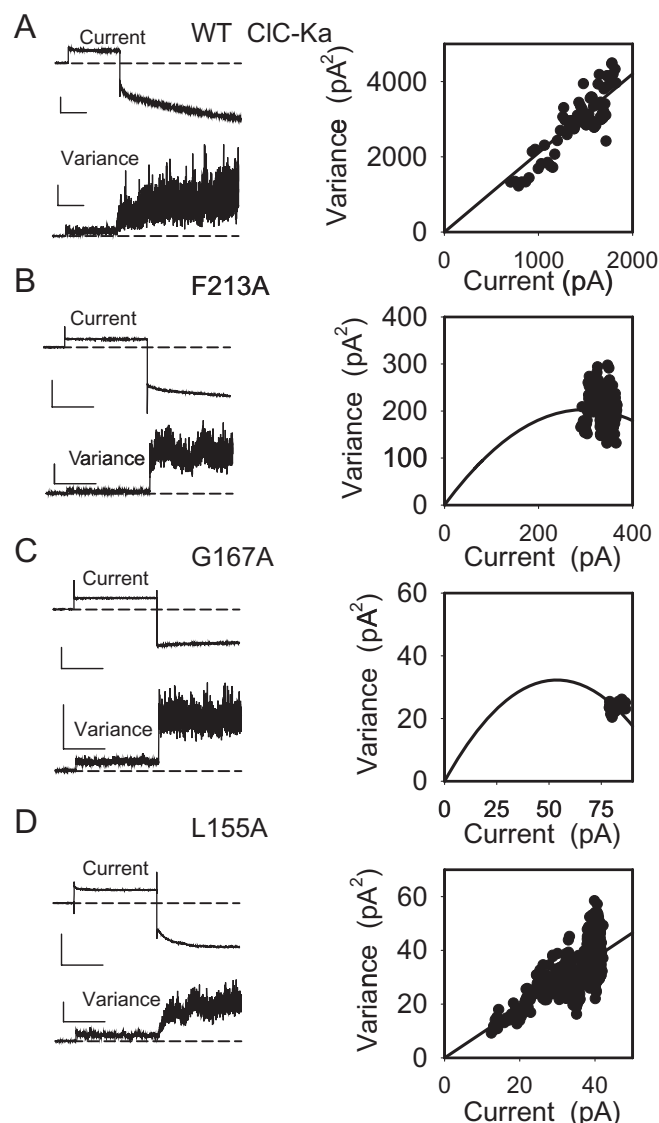 A
WT ClC-Ka
Current
Variance
Variance (pA²)
4000
2000
0
0
1000
2000
Current (pA)
B
F213A
Current
Variance
Variance (pA²)
400
300
200
100
0
0
200
400
Current (pA)
C
G167A
Current
Variance
Variance (pA²)
60
40
20
0
0
25
50
75
Current (pA)
D
L155A
Current
Variance
Variance (pA²)
60
40
20
0
0
20
40
Current (pA)